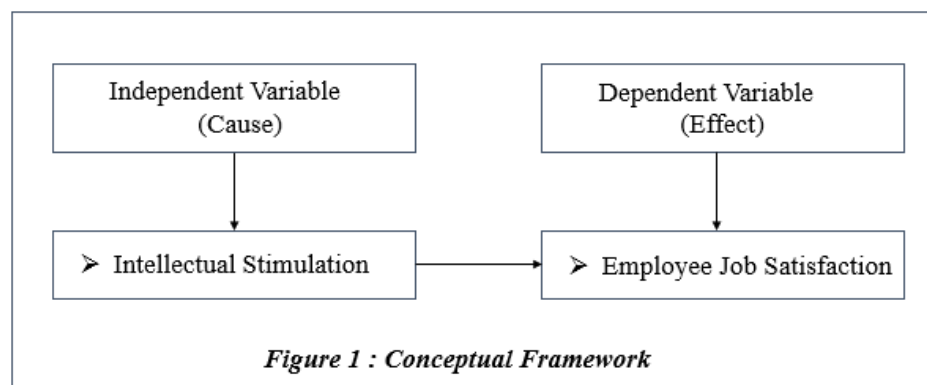 Independent Variable
(Cause)
Dependent Variable
(Effect)
➢ Intellectual Stimulation
➢ Employee Job Satisfaction
Figure 1 : Conceptual Framework